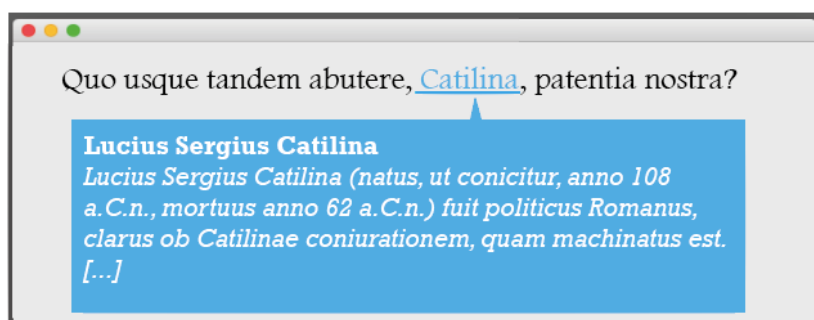 Quo usque tandem abutere, Catilina, patentia nostra?
Lucius Sergius Catilina
Lucius Sergius Catilina (natus, ut conicitur, anno 108
a.C.n., mortuus anno 62 a.C.n.) fuit politicus Romanus,
clarus ob Catilinae coniurationem, quam machinatus est.
[...]